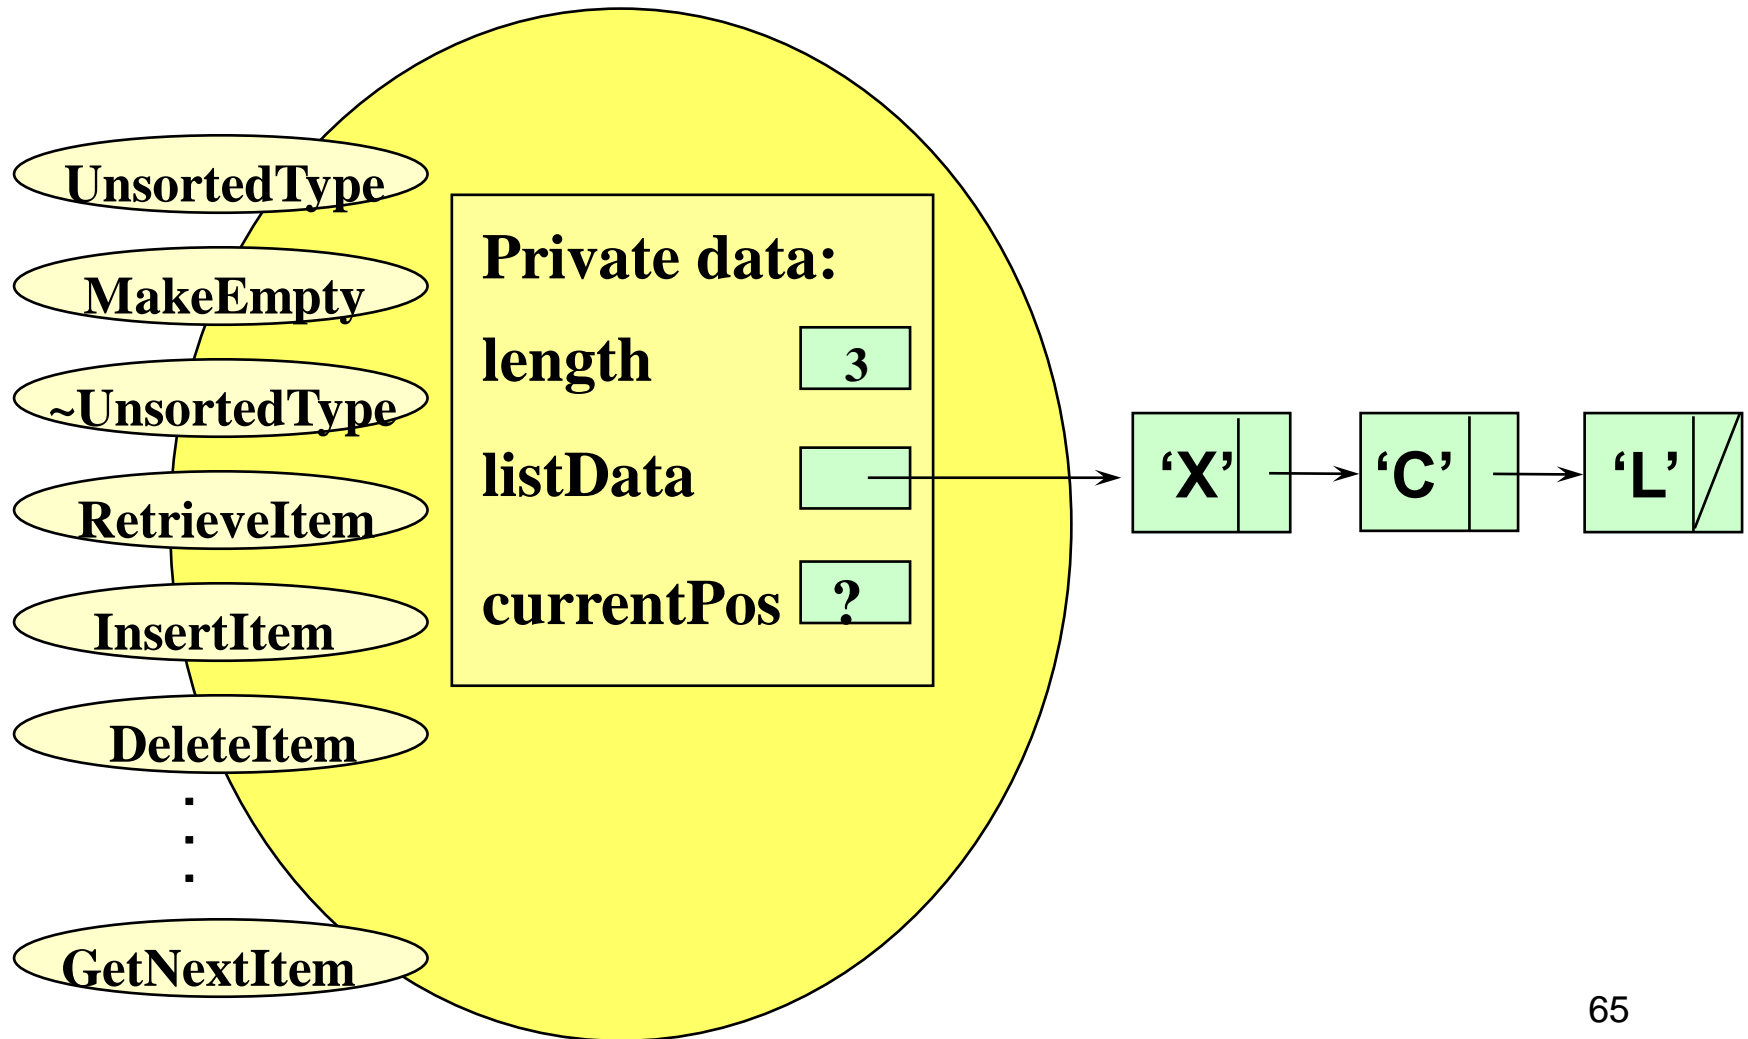 UnsortedType
MakeEmpty
~UnsortedType
RetrieveItem
InsertItem
DeleteItem
.
.
.
GetNextItem
Private data:
length 3
listData
currentPos ?
‘X’ ‘C’ ‘L’
65